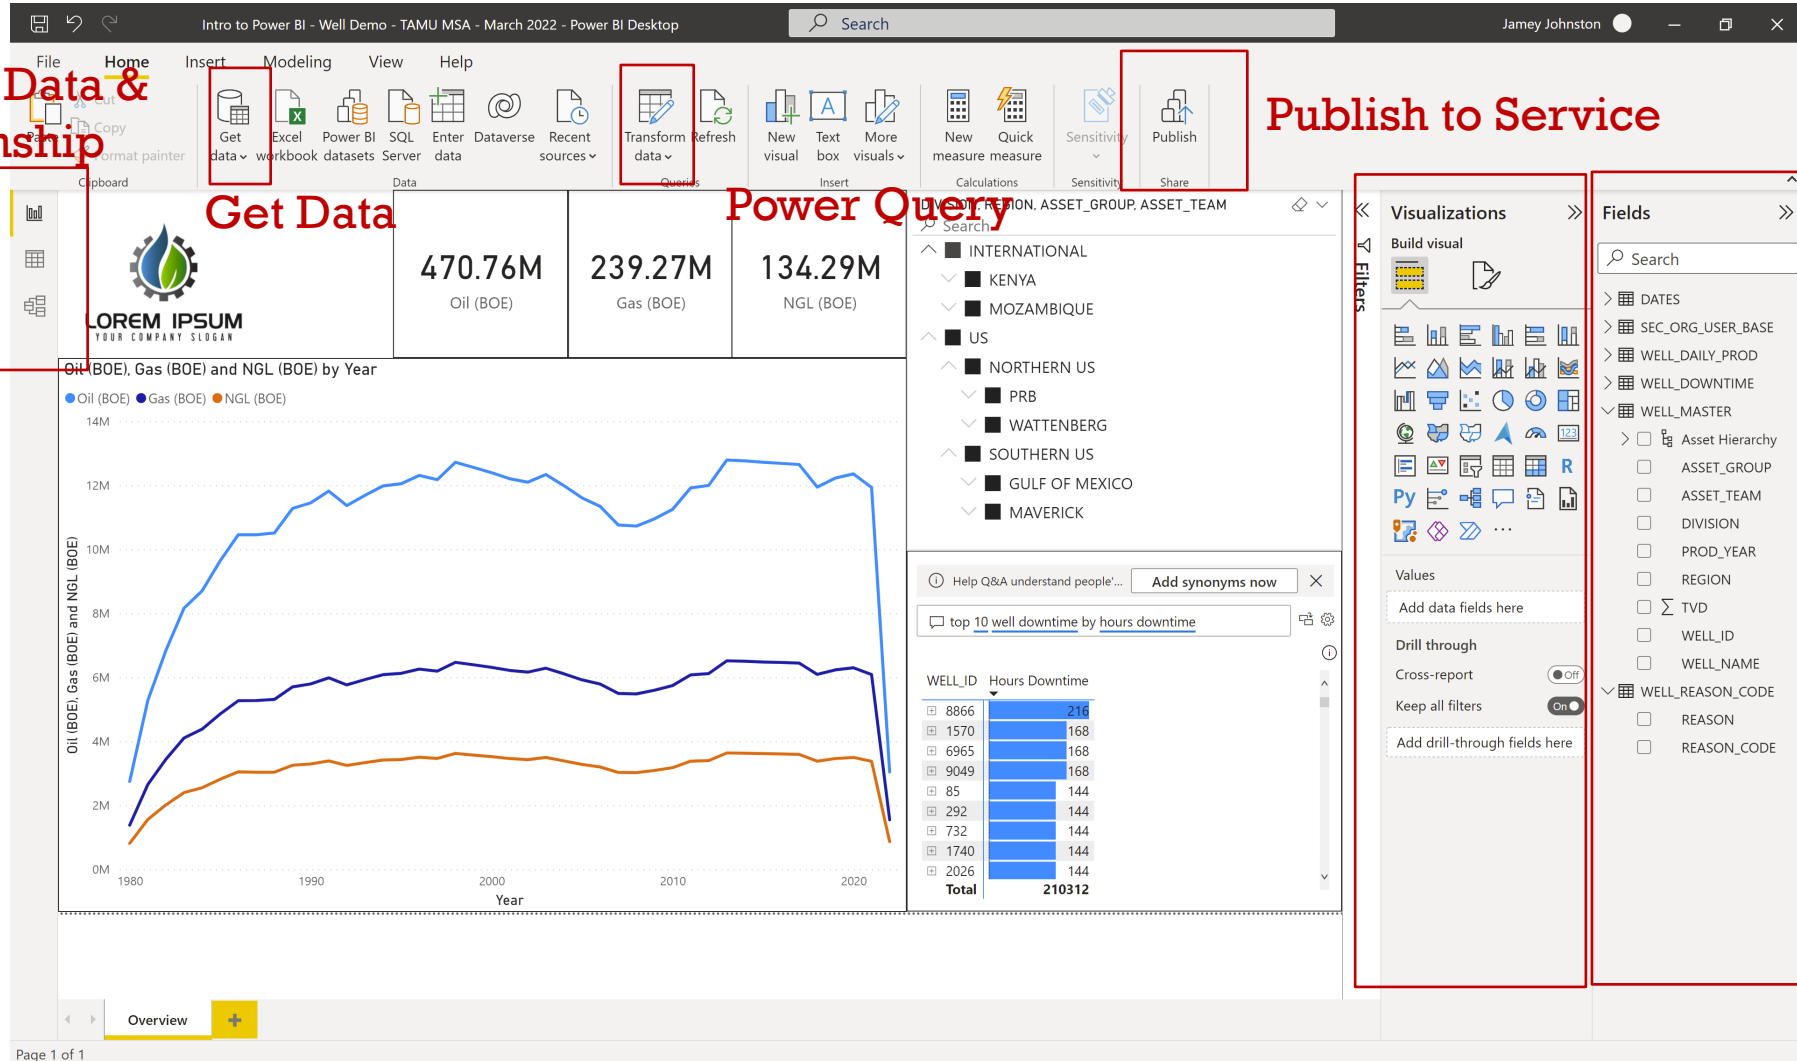 Intro to Power BI - Well Demo - TAMU MSA - March 2022 - Power BI Desktop
Search
Jamey Johnston
File Home Insert Modeling View Help
Data &
nship
Paste
Cut
Copy
Format painter
Clipboard
Get data
Excel workbook
Power BI datasets
SQL Server
Enter data
Dataverse
Recent sources
Data
Transform data
Refresh
Queries
New visual
Text box
More visuals
Insert
New measure
Quick measure
Calculations
Sensitivity
Sensitivity
Publish
Share
Publish to Service
Get Data
Power Query
LOREM IPSUM
YOUR COMPANY SLOGAN
470.76M
Oil (BOE)
239.27M
Gas (BOE)
134.29M
NGL (BOE)
DIVISION, REGION, ASSET_GROUP, ASSET_TEAM
Search
INTERNATIONAL
KENYA
MOZAMBIQUE
US
NORTHERN US
PRB
WATTENBERG
SOUTHERN US
GULF OF MEXICO
MAVERICK
Oil (BOE), Gas (BOE) and NGL (BOE) by Year
Oil (BOE) Gas (BOE) NGL (BOE)
Oil (BOE), Gas (BOE) and NGL (BOE)
14M
12M
10M
8M
6M
4M
2M
0M
1980 1990 2000 2010 2020
Year
Help Q&A understand people'...
Add synonyms now
top 10 well downtime by hours downtime
WELL_ID Hours Downtime
8866 216
1570 168
6965 168
9049 168
85 144
292 144
732 144
1740 144
2026 144
Total 210312
Filters
Visualizations
Build visual
123
R
Py
...
Values
Add data fields here
Drill through
Cross-report
Off
Keep all filters
On
Add drill-through fields here
Fields
Search
DATES
SEC_ORG_USER_BASE
WELL_DAILY_PROD
WELL_DOWNTIME
WELL_MASTER
Asset Hierarchy
ASSET_GROUP
ASSET_TEAM
DIVISION
PROD_YEAR
REGION
∑ TVD
WELL_ID
WELL_NAME
WELL_REASON_CODE
REASON
REASON_CODE
Overview
Page 1 of 1